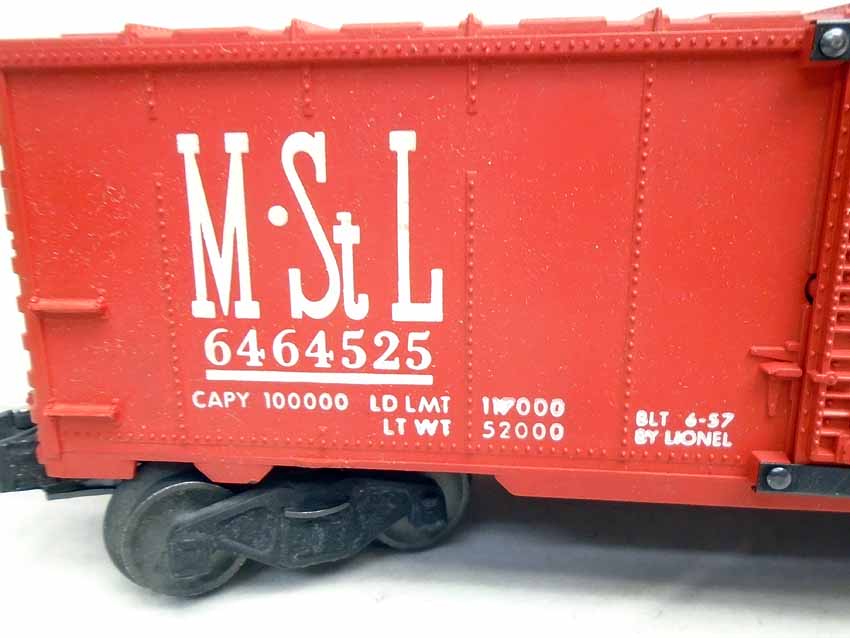 M·St L
6464525
CAPY 100000 LD LMT
LT WT 52000
BLT 6-57
BY LIONEL